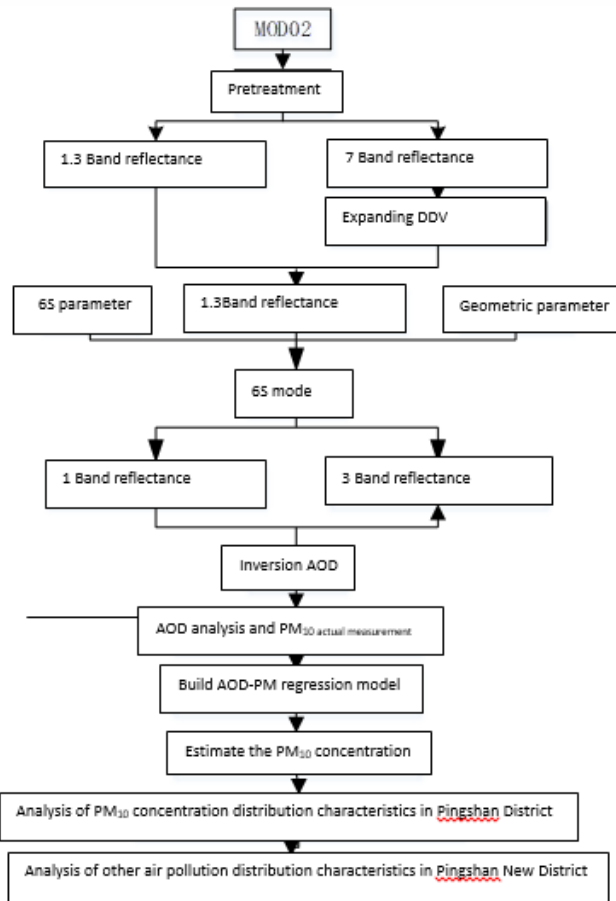 MOD02
Pretreatment
1.3 Band reflectance
7 Band reflectance
Expanding DDV
6S parameter
1.3Band reflectance
Geometric parameter
6S mode
1 Band reflectance
3 Band reflectance
Inversion AOD
AOD analysis and PM10 actual measurement
Build AOD-PM regression model
Estimate the PM10 concentration
Analysis of PM10 concentration distribution characteristics in Pingshan District
Analysis of other air pollution distribution characteristics in Pingshan New District